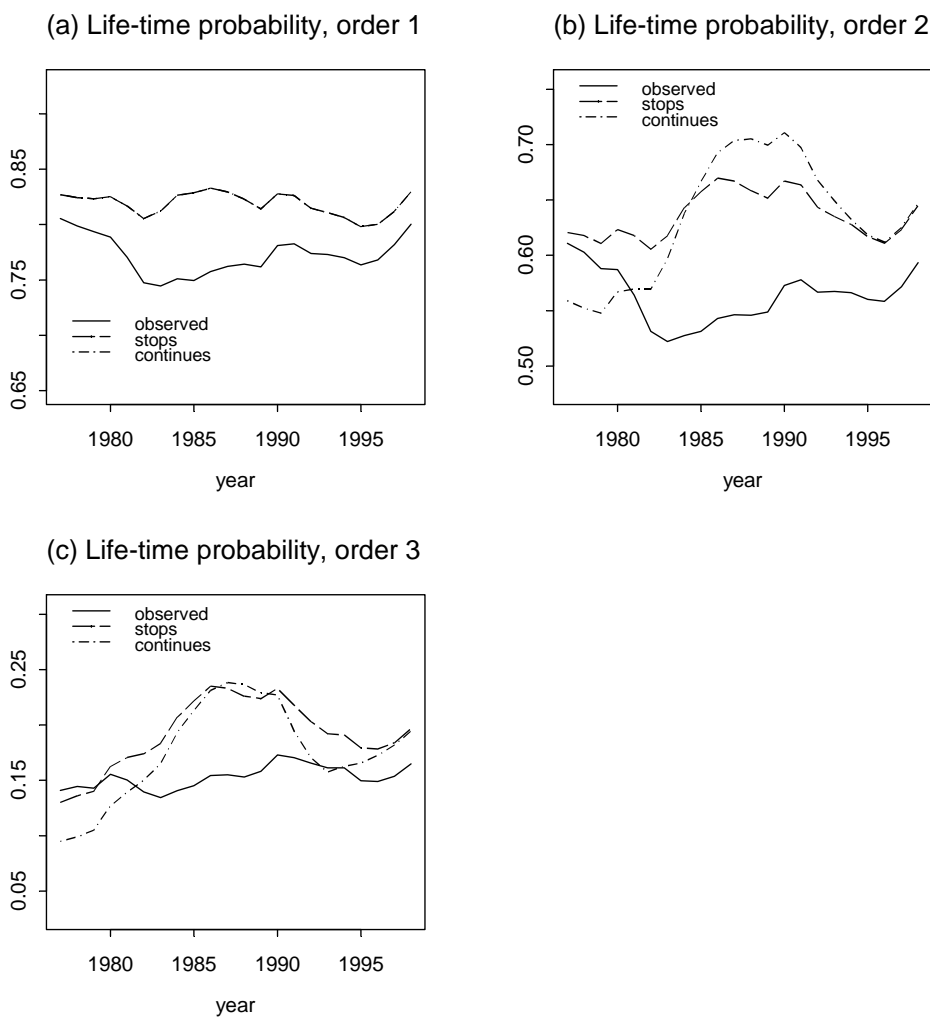 (a) Life-time probability, order 1
0.85
0.75
0.65
observed
stops
continues
1980 1985 1990 1995
year
(b) Life-time probability, order 2
0.70
0.60
0.50
observed
stops
continues
1980 1985 1990 1995
year
(c) Life-time probability, order 3
0.25
0.15
0.05
observed
stops
continues
1980 1985 1990 1995
year